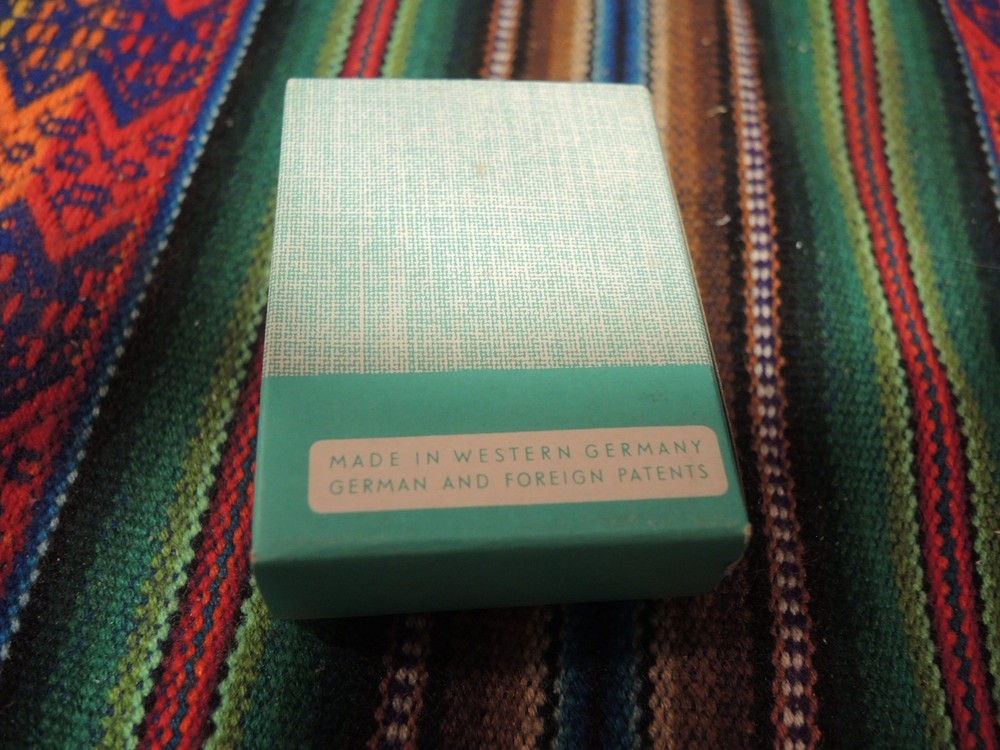 MADE IN WESTERN GERMANY
GERMAN AND FOREIGN PATENTS